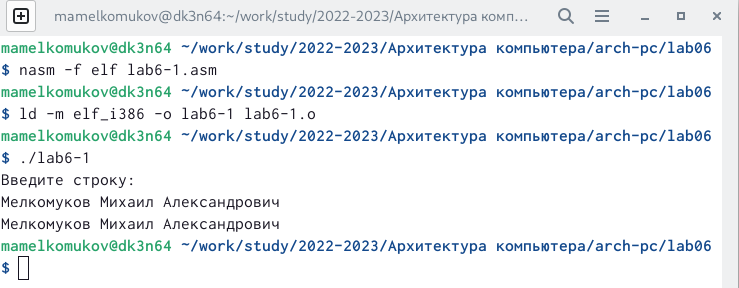 mamelkomukov@dk3n64:~/work/study/2022-2023/Архитектура комп…
mamelkomukov@dk3n64 ~/work/study/2022-2023/Архитектура компьютера/arch-pc/lab06
$ nasm -f elf lab6-1.asm
mamelkomukov@dk3n64 ~/work/study/2022-2023/Архитектура компьютера/arch-pc/lab06
$ ld -m elf_i386 -o lab6-1 lab6-1.o
mamelkomukov@dk3n64 ~/work/study/2022-2023/Архитектура компьютера/arch-pc/lab06
$ ./lab6-1
Введите строку:
Мелкомуков Михаил Александрович
Мелкомуков Михаил Александрович
mamelkomukov@dk3n64 ~/work/study/2022-2023/Архитектура компьютера/arch-pc/lab06
$